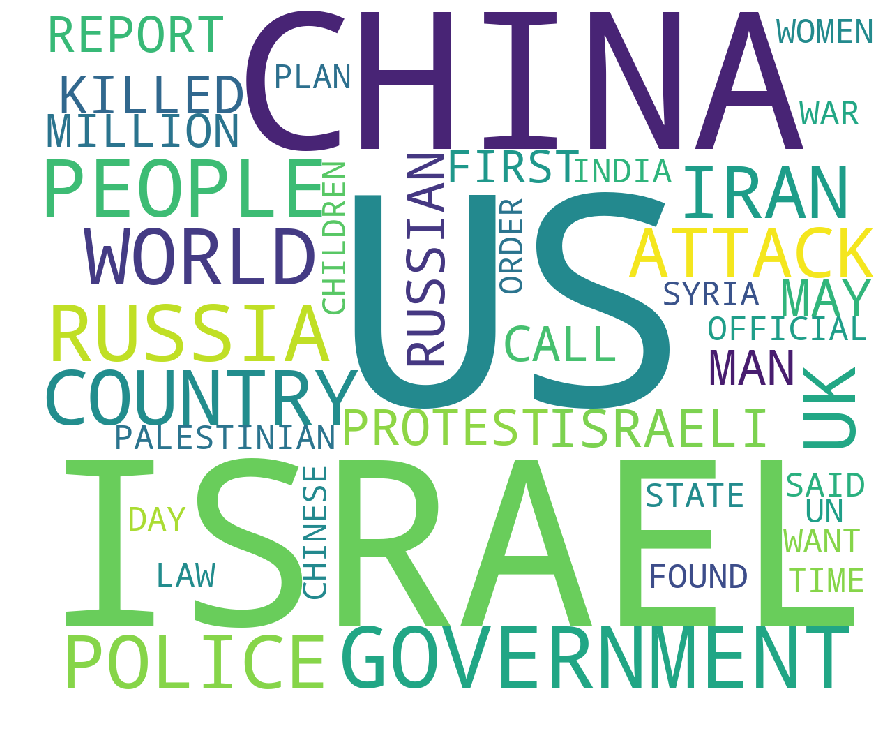 REPORT
CHINA
WOMEN
PLAN
KILLED
WAR
MILLION
PEOPLE
CHILDREN
RUSSIAN
FIRST
INDIA
IRAN
US
ORDER
WORLD
ATTACK
SYRIA
MAY
RUSSIA
CALL
OFFICIAL
MAN
COUNTRY
UK
PALESTINIAN
PROTEST
ISRAELI
ISRAEL
CHINESE
STATE
SAID
UN
DAY
WANT
LAW
FOUND
TIME
POLICE
GOVERNMENT